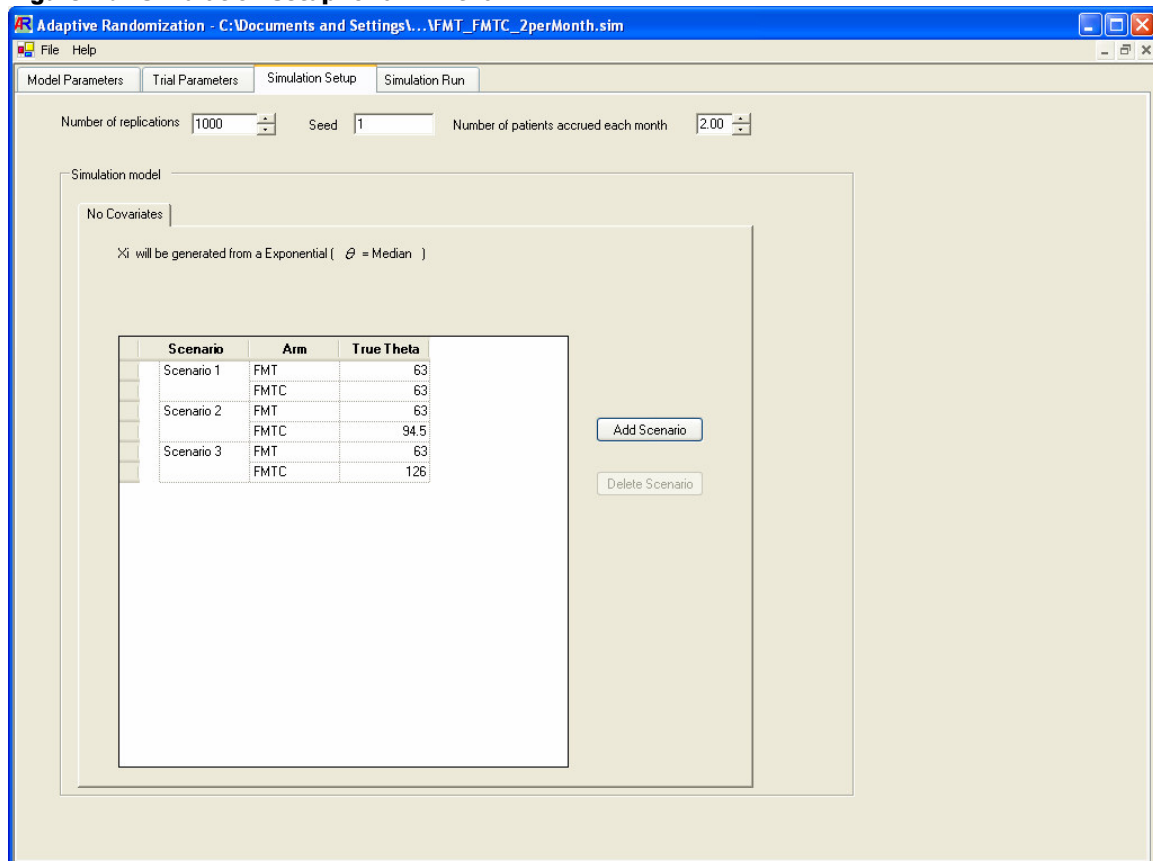 Adaptive Randomization - C:\Documents and Settings\...\FMT_FMTC_2perMonth.sim
File Help
Model Parameters Trial Parameters Simulation Setup Simulation Run
Number of replications 1000 Seed 1 Number of patients accrued each month 2.00
Simulation model
No Covariates
Xi will be generated from a Exponential ( θ = Median )
Scenario Arm True Theta
Scenario 1 FMT 63
FMTC 63
Scenario 2 FMT 63
FMTC 94.5
Scenario 3 FMT 63
FMTC 126
Add Scenario
Delete Scenario